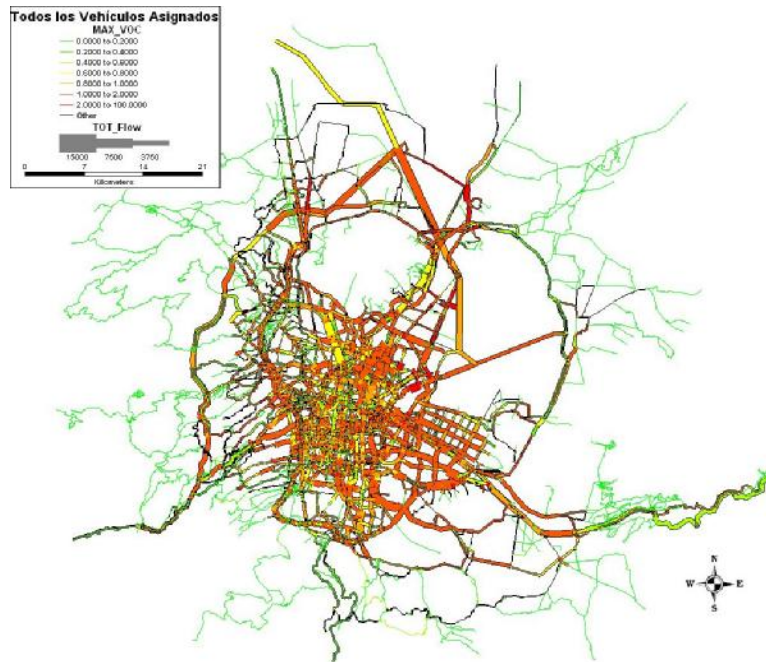 Todos los Vehículos Asignados
MAX_VOC
0.0000 to 0.2000
0.2000 to 0.4000
0.4000 to 0.6000
0.6000 to 0.8000
0.8000 to 1.0000
1.0000 to 2.0000
2.0000 to 100.0000
Other
TOT_Flow
15000 7500 3750
0 7 14 21
Kilometers
N
W E
S